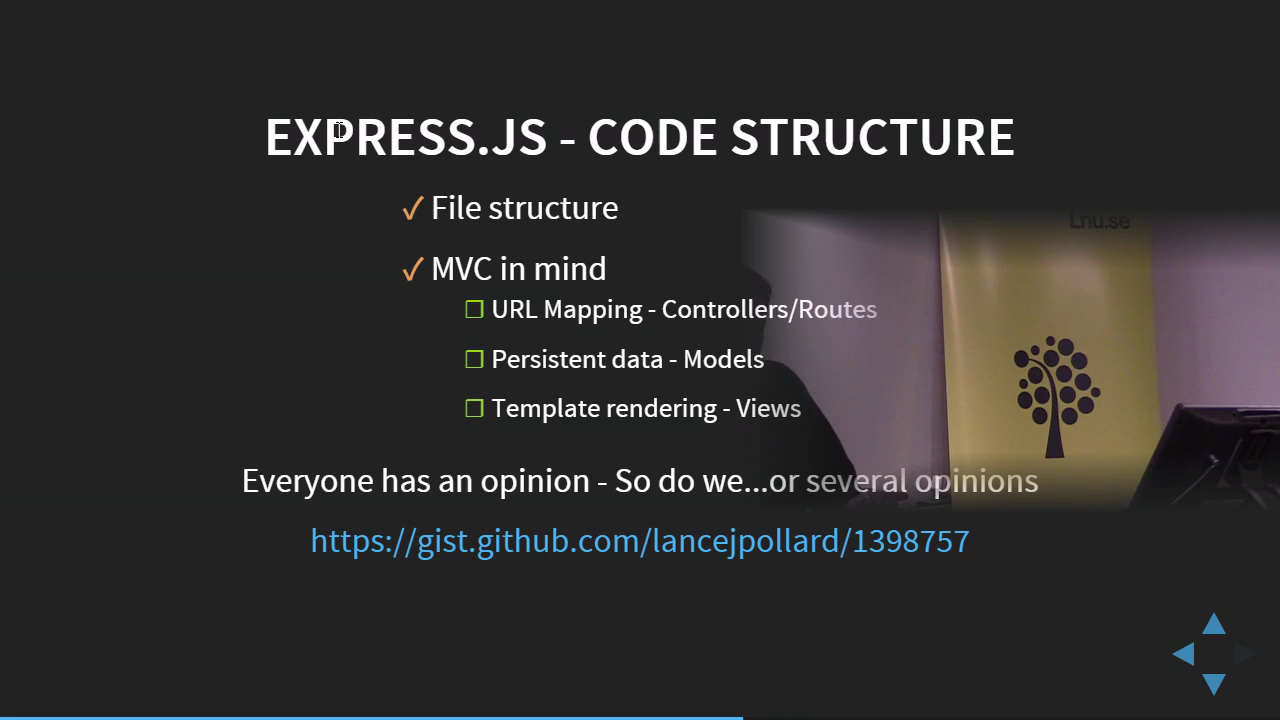 EXPRESS.JS - CODE STRUCTURE
✓ File structure
✓ MVC in mind
❒ URL Mapping - Controllers/Routes
❒ Persistent data - Models
❒ Template rendering - Views
Everyone has an opinion - So do we...or several opinions
https://gist.github.com/lancejpollard/1398757
Lnu.se